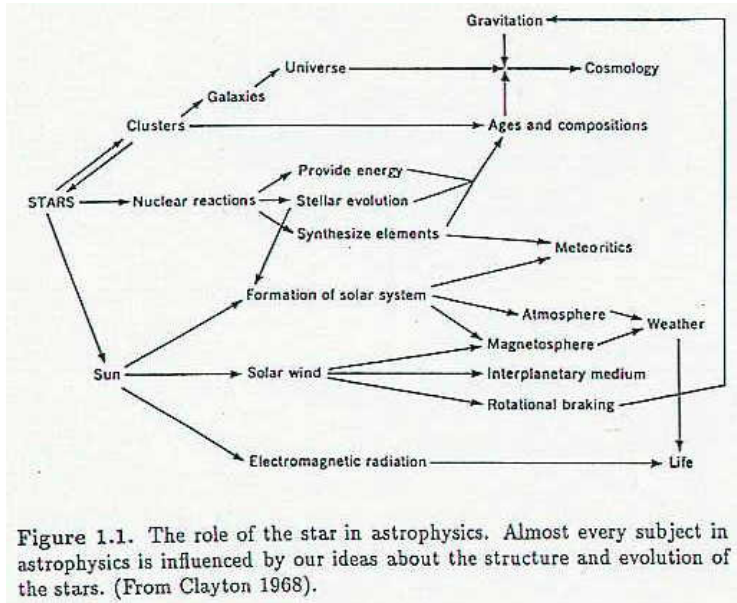 Gravitation
Universe
Cosmology
Galaxies
Clusters
Ages and compositions
Provide energy
STARS
Nuclear reactions
Stellar evolution
Synthesize elements
Meteoritics
Formation of solar system
Atmosphere
Weather
Magnetosphere
Sun
Solar wind
Interplanetary medium
Rotational braking
Electromagnetic radiation
Life
Figure 1.1. The role of the star in astrophysics. Almost every subject in
astrophysics is influenced by our ideas about the structure and evolution of
the stars. (From Clayton 1968).